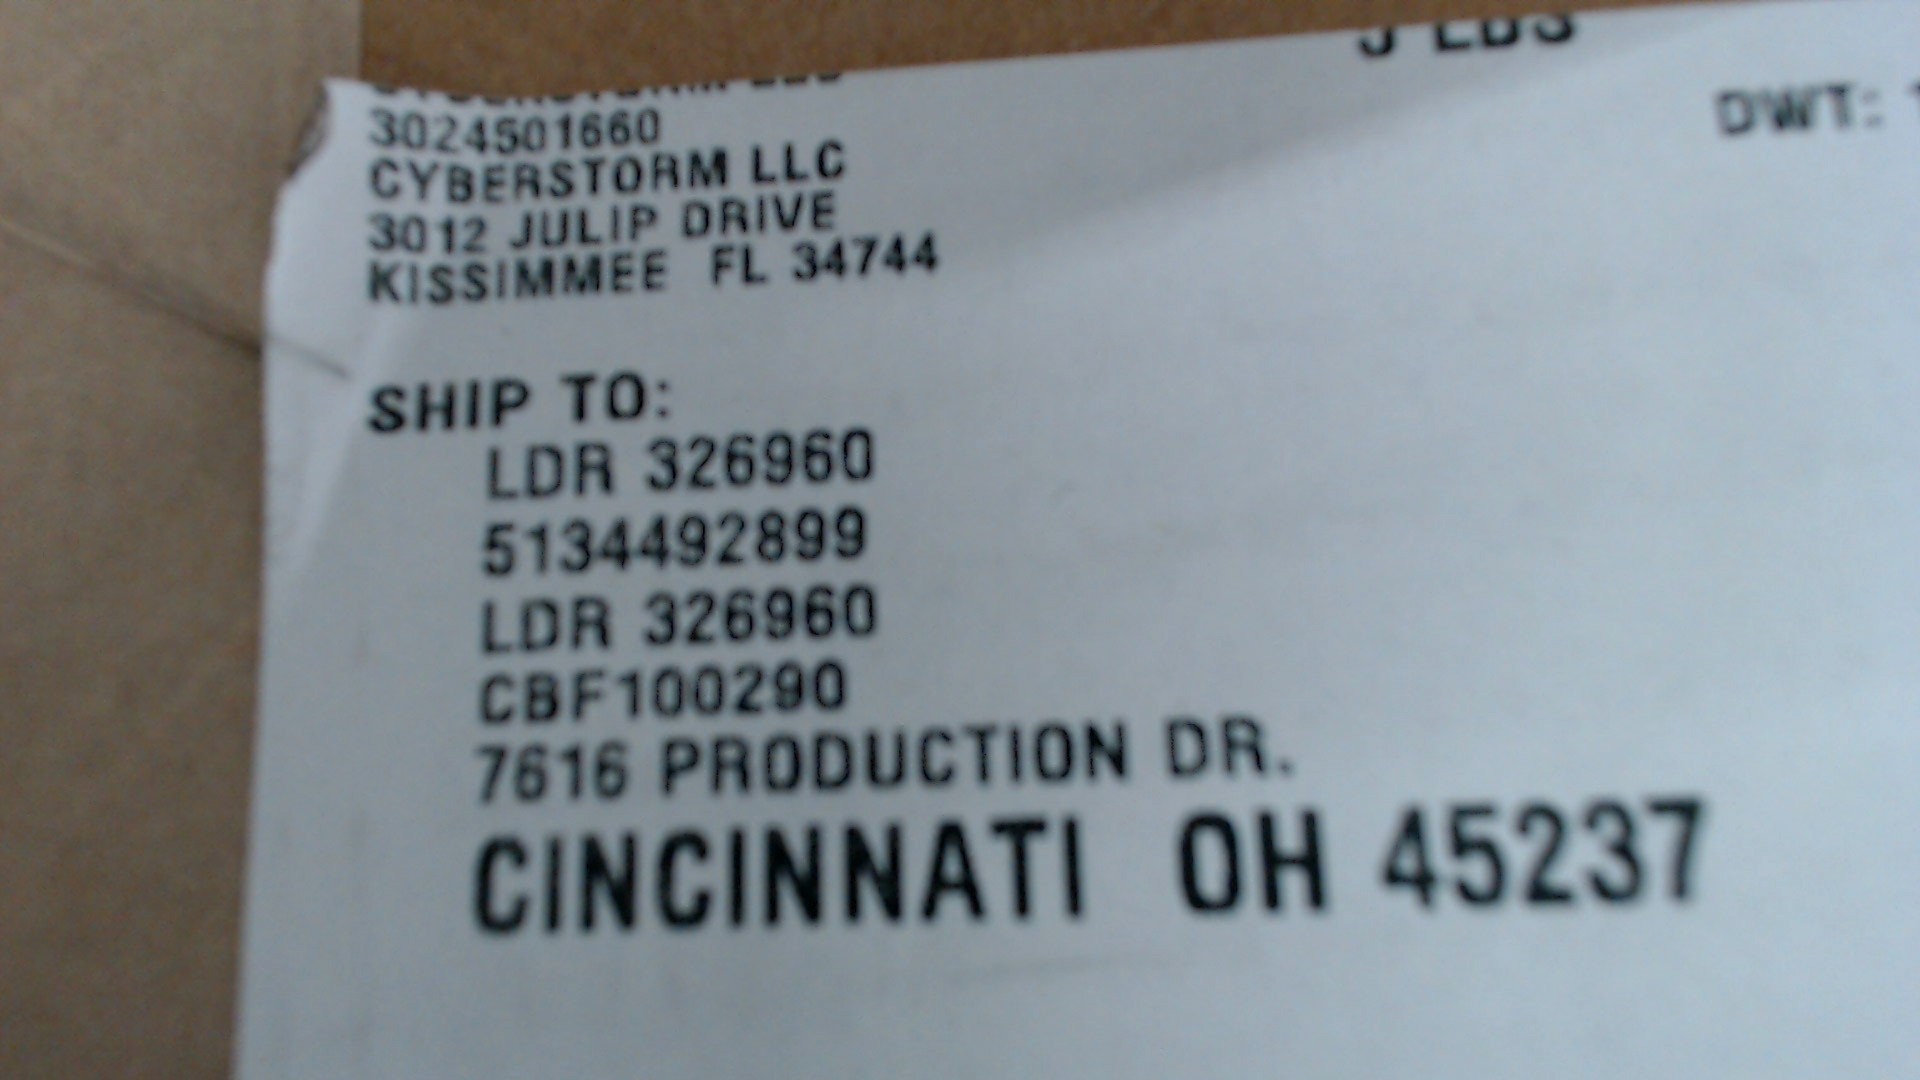 LBS
DWT:
3024501660
CYBERSTORM LLC
3012 JULIP DRIVE
KISSIMMEE FL 34744
SHIP TO:
LDR 326960
5134492899
LDR 326960
CBF100290
7616 PRODUCTION DR.
CINCINNATI OH 45237